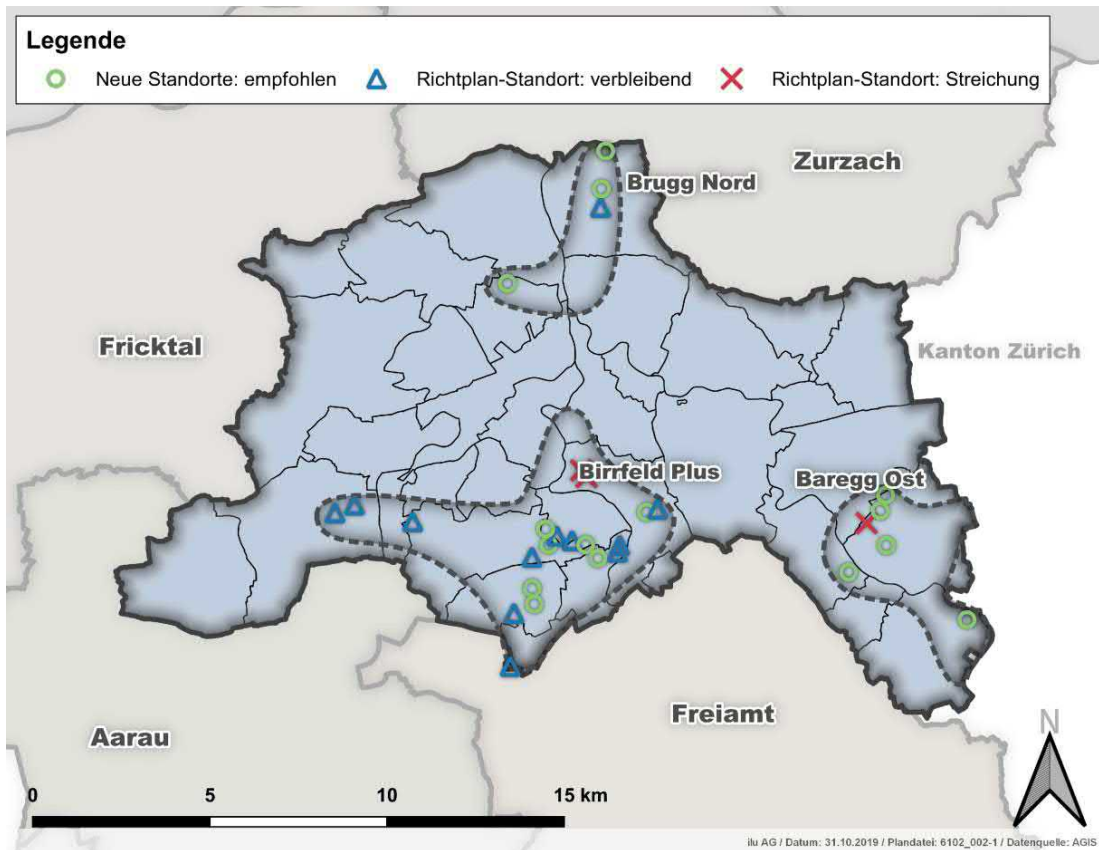 Legende
Neue Standorte: empfohlen Richtplan-Standort: verbleibend Richtplan-Standort: Streichung
Zurzach
Brugg Nord
Fricktal
Kanton Zürich
Birrfeld Plus
Baregg Ost
Freiamt
Aarau
N
0 5 10 15 km
ilu AG / Datum: 31.10.2019 / Plandatei: 6102_002-1 / Datenquelle: AGIS